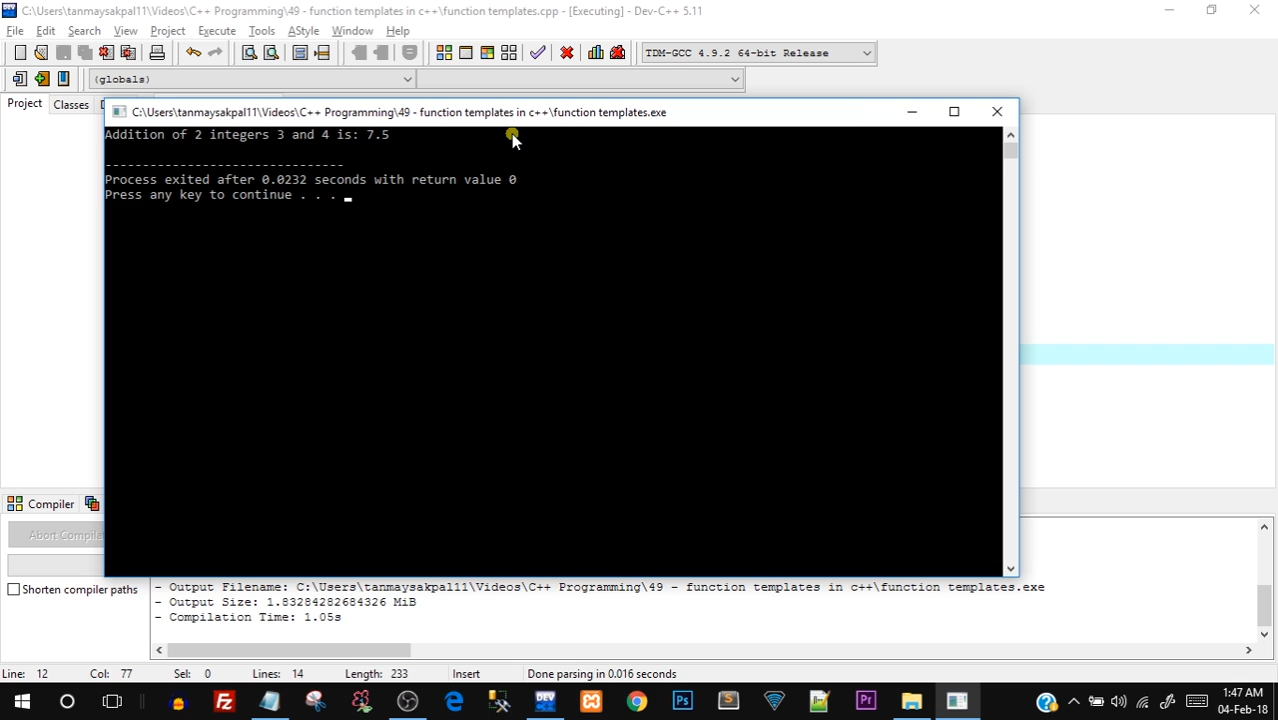 C:\Users\tanmaysakpal11\Videos\C++ Programming\49 - function templates in c++\function templates.cpp - [Executing] - Dev-C++ 5.11
File Edit Search View Project Execute Tools AStyle Window Help
TDM-GCC 4.9.2 64-bit Release
(globals)
Project Classes
C:\Users\tanmaysakpal11\Videos\C++ Programming\49 - function templates in c++\function templates.exe
Addition of 2 integers 3 and 4 is: 7.5
--------------------------------
Process exited after 0.0232 seconds with return value 0
Press any key to continue . . .
Compiler
Abort
Shorten compiler paths
- Output Filename: C:\Users\tanmaysakpal11\Videos\C++ Programming\49 - function templates in c++\function templates.exe
- Output Size: 1.83284282684326 MiB
- Compilation Time: 1.05s
Line: 12 Col: 77 Sel: 0 Lines: 14 Length: 233 Insert Done parsing in 0.016 seconds
DEV Ps S Pr 1:47 AM
04-Feb-18